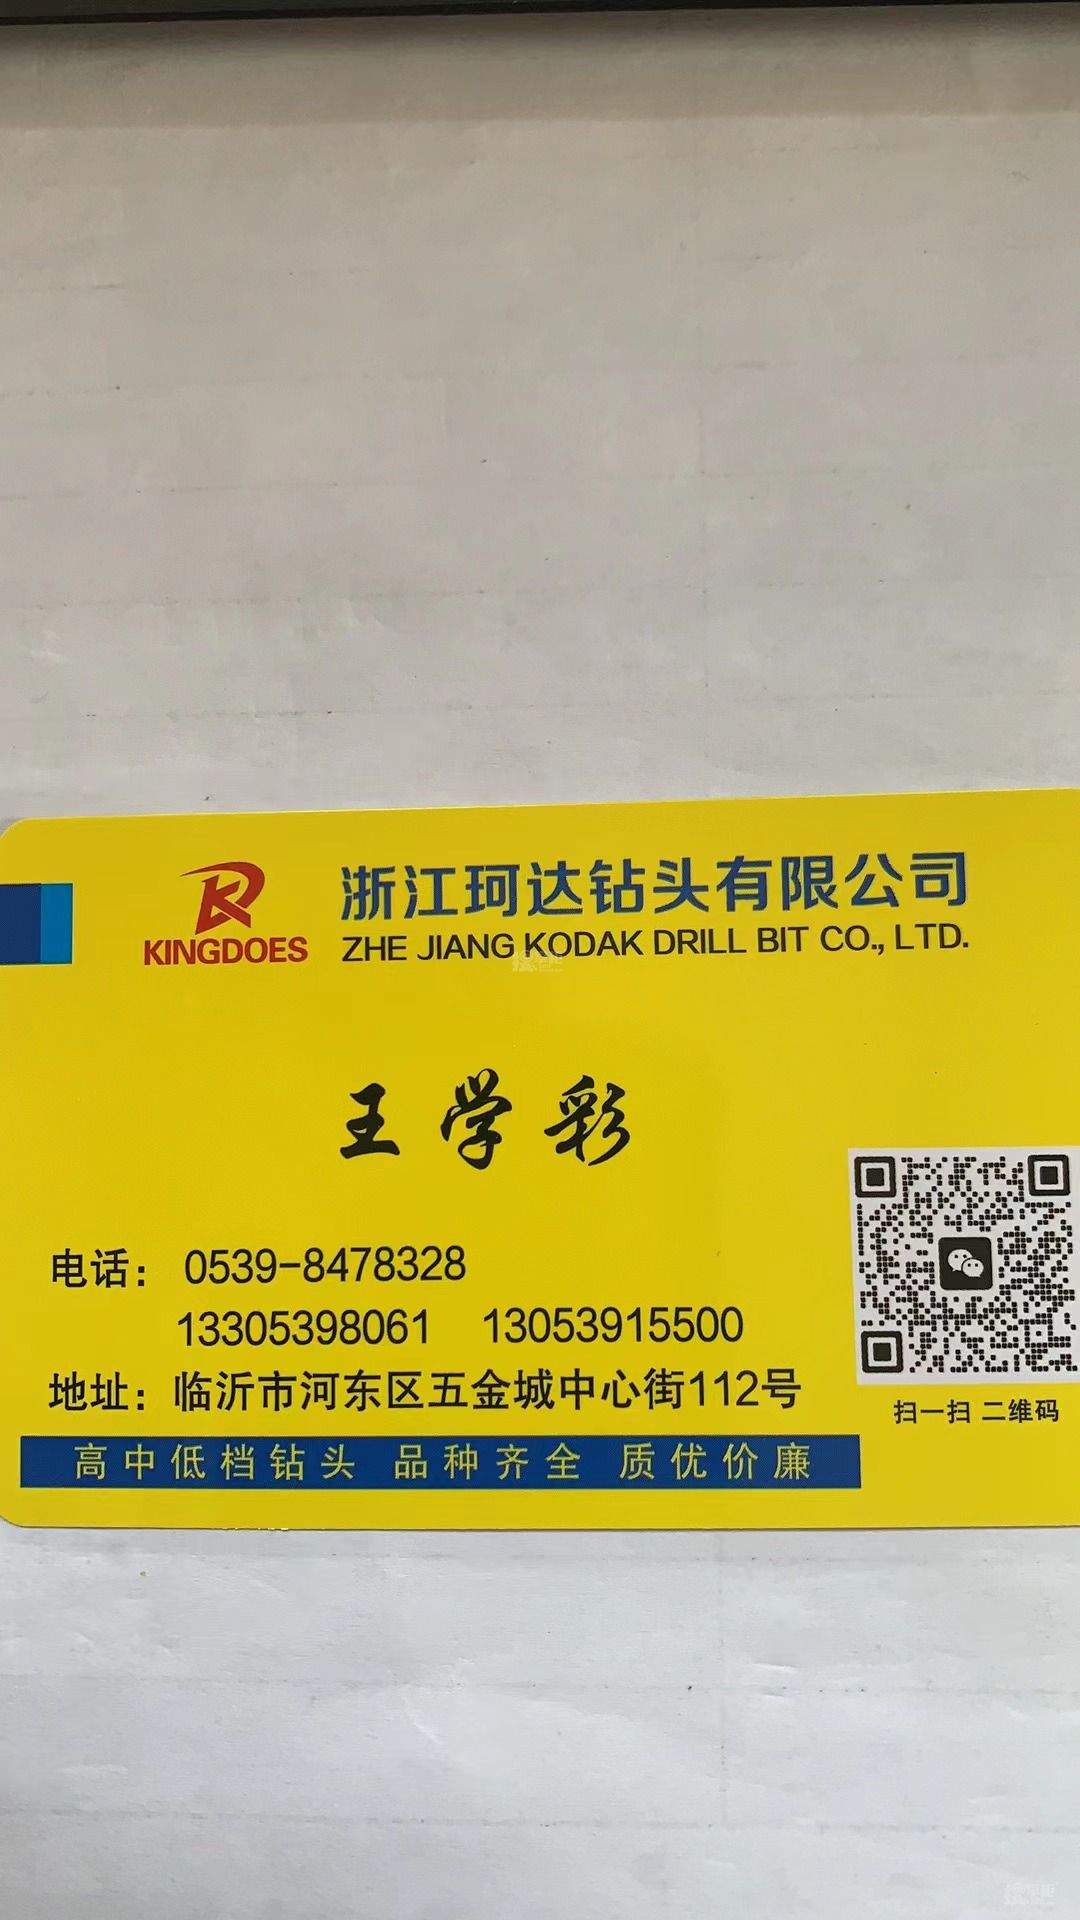 浙江珂达钻头有限公司
KINGDOES
ZHE JIANG KODAK DRILL BIT CO., LTD.
王学彩
电话： 0539-8478328
13305398061 13053915500
地址：临沂市河东区五金城中心街112号
扫一扫 二维码
高中低档钻头 品种齐全 质优价廉